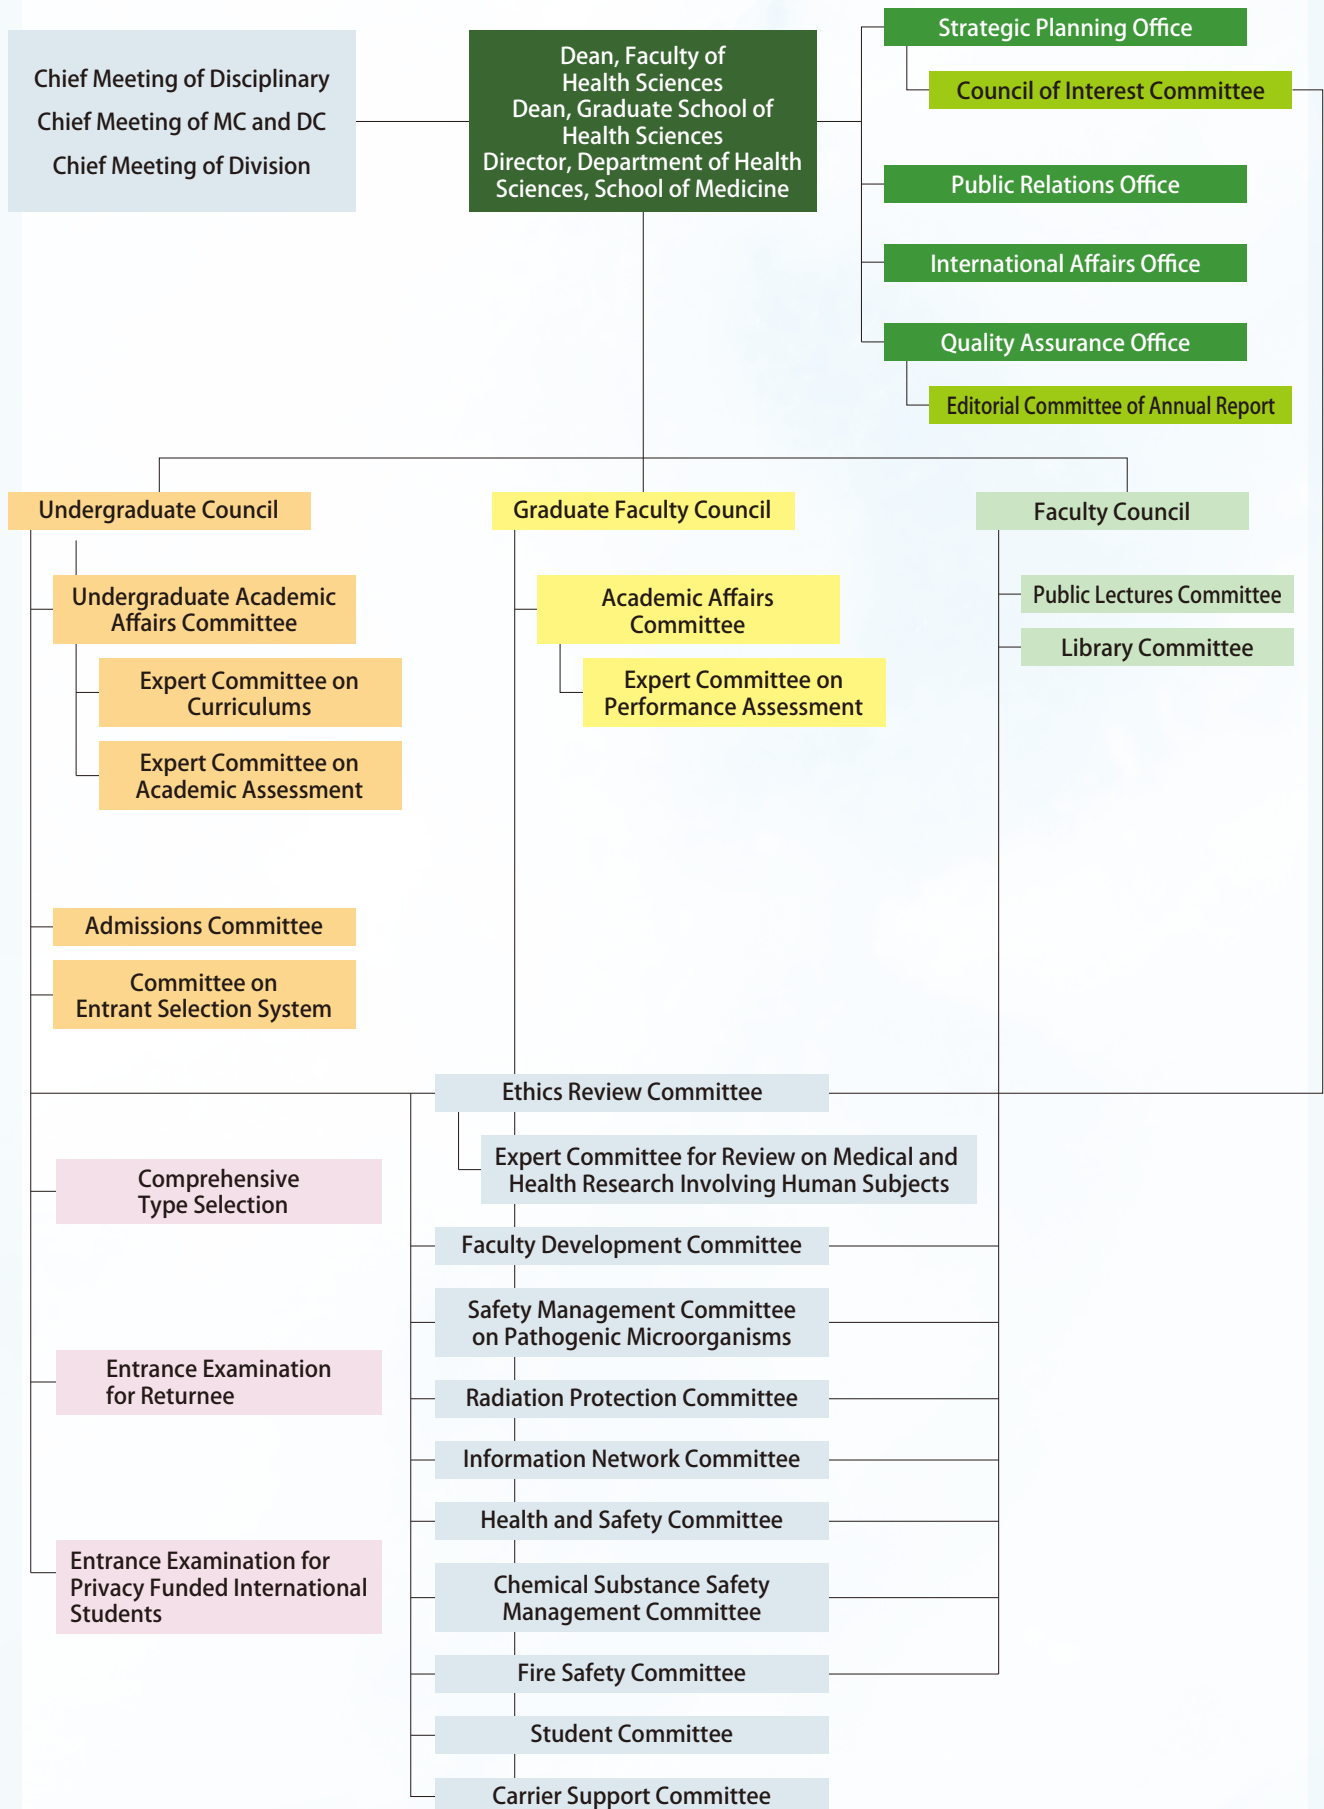 Chief Meeting of Disciplinary
Chief Meeting of MC and DC
Chief Meeting of Division
Dean, Faculty of
Health Sciences
Dean, Graduate School of
Health Sciences
Director, Department of Health
Sciences, School of Medicine
Strategic Planning Office
Council of Interest Committee
Public Relations Office
International Affairs Office
Quality Assurance Office
Editorial Committee of Annual Report
Undergraduate Council
Undergraduate Academic
Affairs Committee
Expert Committee on
Curriculums
Expert Committee on
Academic Assessment
Admissions Committee
Committee on
Entrant Selection System
Comprehensive
Type Selection
Entrance Examination
for Returnee
Entrance Examination for
Privacy Funded International
Students
Graduate Faculty Council
Academic Affairs
Committee
Expert Committee on
Performance Assessment
Faculty Council
Public Lectures Committee
Library Committee
Ethics Review Committee
Expert Committee for Review on Medical and
Health Research Involving Human Subjects
Faculty Development Committee
Safety Management Committee
on Pathogenic Microorganisms
Radiation Protection Committee
Information Network Committee
Health and Safety Committee
Chemical Substance Safety
Management Committee
Fire Safety Committee
Student Committee
Carrier Support Committee